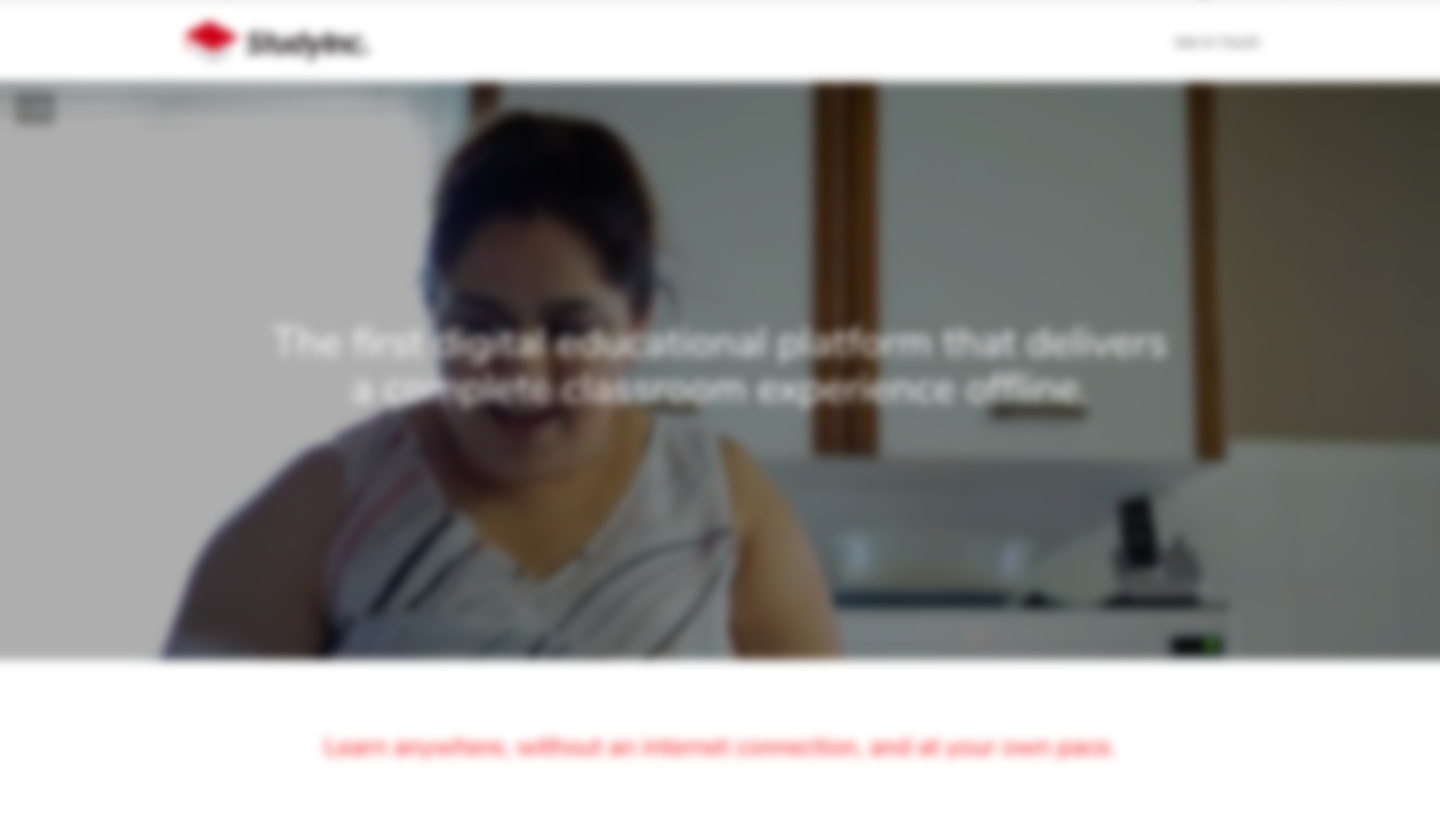 StudyInc.
Get in Touch
The first digital educational platform that delivers
a complete classroom experience offline.
Learn anywhere, without an internet connection, and at your own pace.